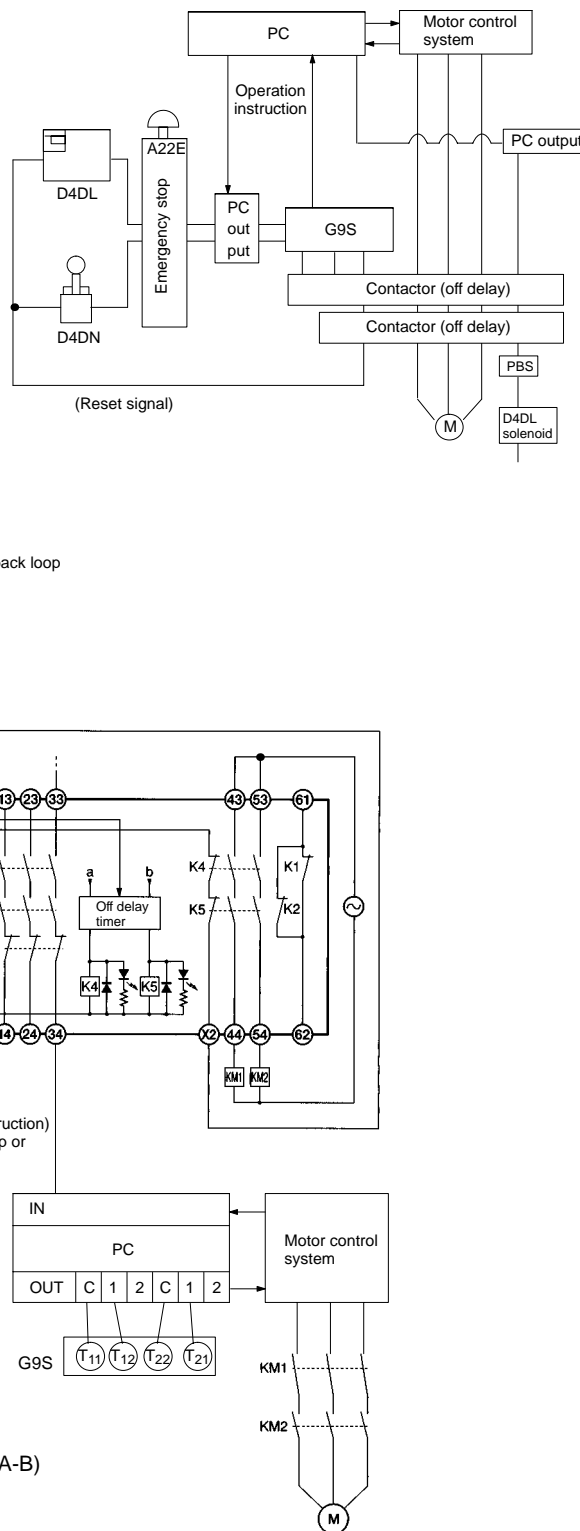 PC
Motor control
system
Operation
instruction
PC output
A22E
D4DL
Emergency stop
PC
out
put
G9S
Contactor (off delay)
D4DN
Contactor (off delay)
PBS
(Reset signal)
M
D4DL
solenoid
back loop
13 23 33 43 53 61
a b
K4 K1
Off delay
timer
K5 K2
K4 K5
14 24 34 X2 44 54 62
KM1 KM2
ruction)
p or
IN
PC
Motor control
system
OUT C 1 2 C 1 2
G9S T11 T12 T22 T21
KM1
KM2
A-B)
M